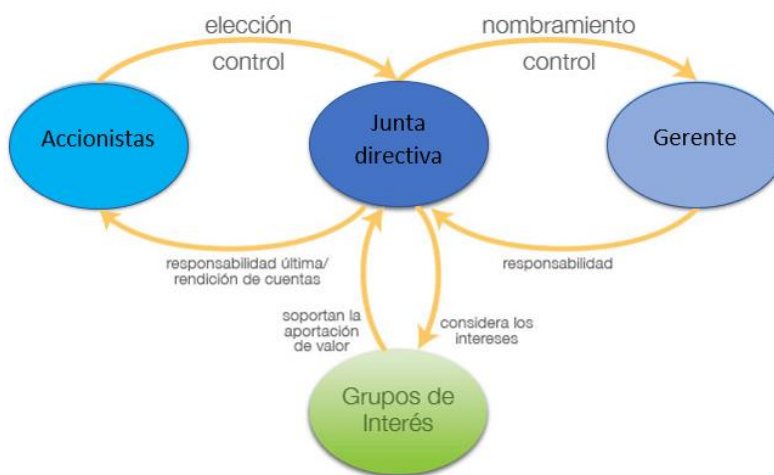 elección
control
nombramiento
control
Accionistas
Junta
directiva
Gerente
responsabilidad última/
rendición de cuentas
responsabilidad
soportan la
aportación
de valor
considera los
intereses
Grupos de
Interés